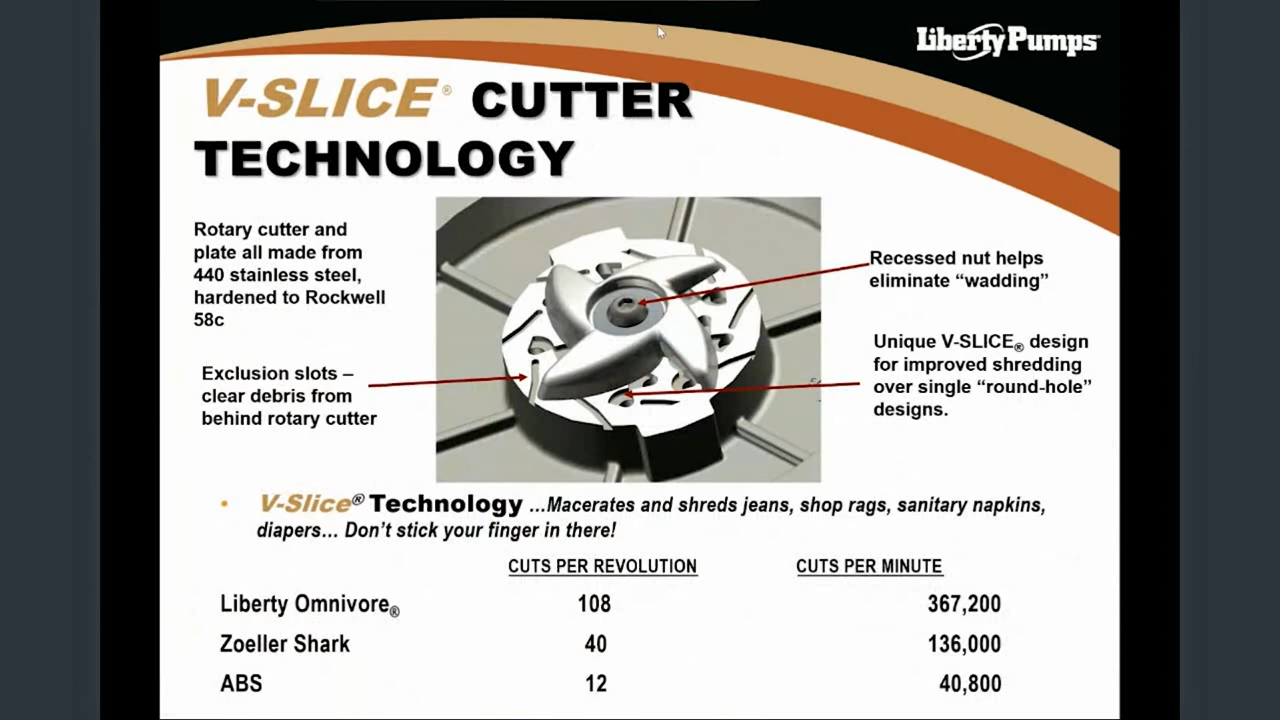 Liberty Pumps
V-SLICE® CUTTER
TECHNOLOGY
Rotary cutter and
plate all made from
440 stainless steel,
hardened to Rockwell
58c
Exclusion slots –
clear debris from
behind rotary cutter
Recessed nut helps
eliminate “wadding”
Unique V-SLICE® design
for improved shredding
over single “round-hole”
designs.
• V-Slice® Technology ...Macerates and shreds jeans, shop rags, sanitary napkins,
diapers... Don’t stick your finger in there!
CUTS PER REVOLUTION CUTS PER MINUTE
Liberty Omnivore® 108 367,200
Zoeller Shark 40 136,000
ABS 12 40,800